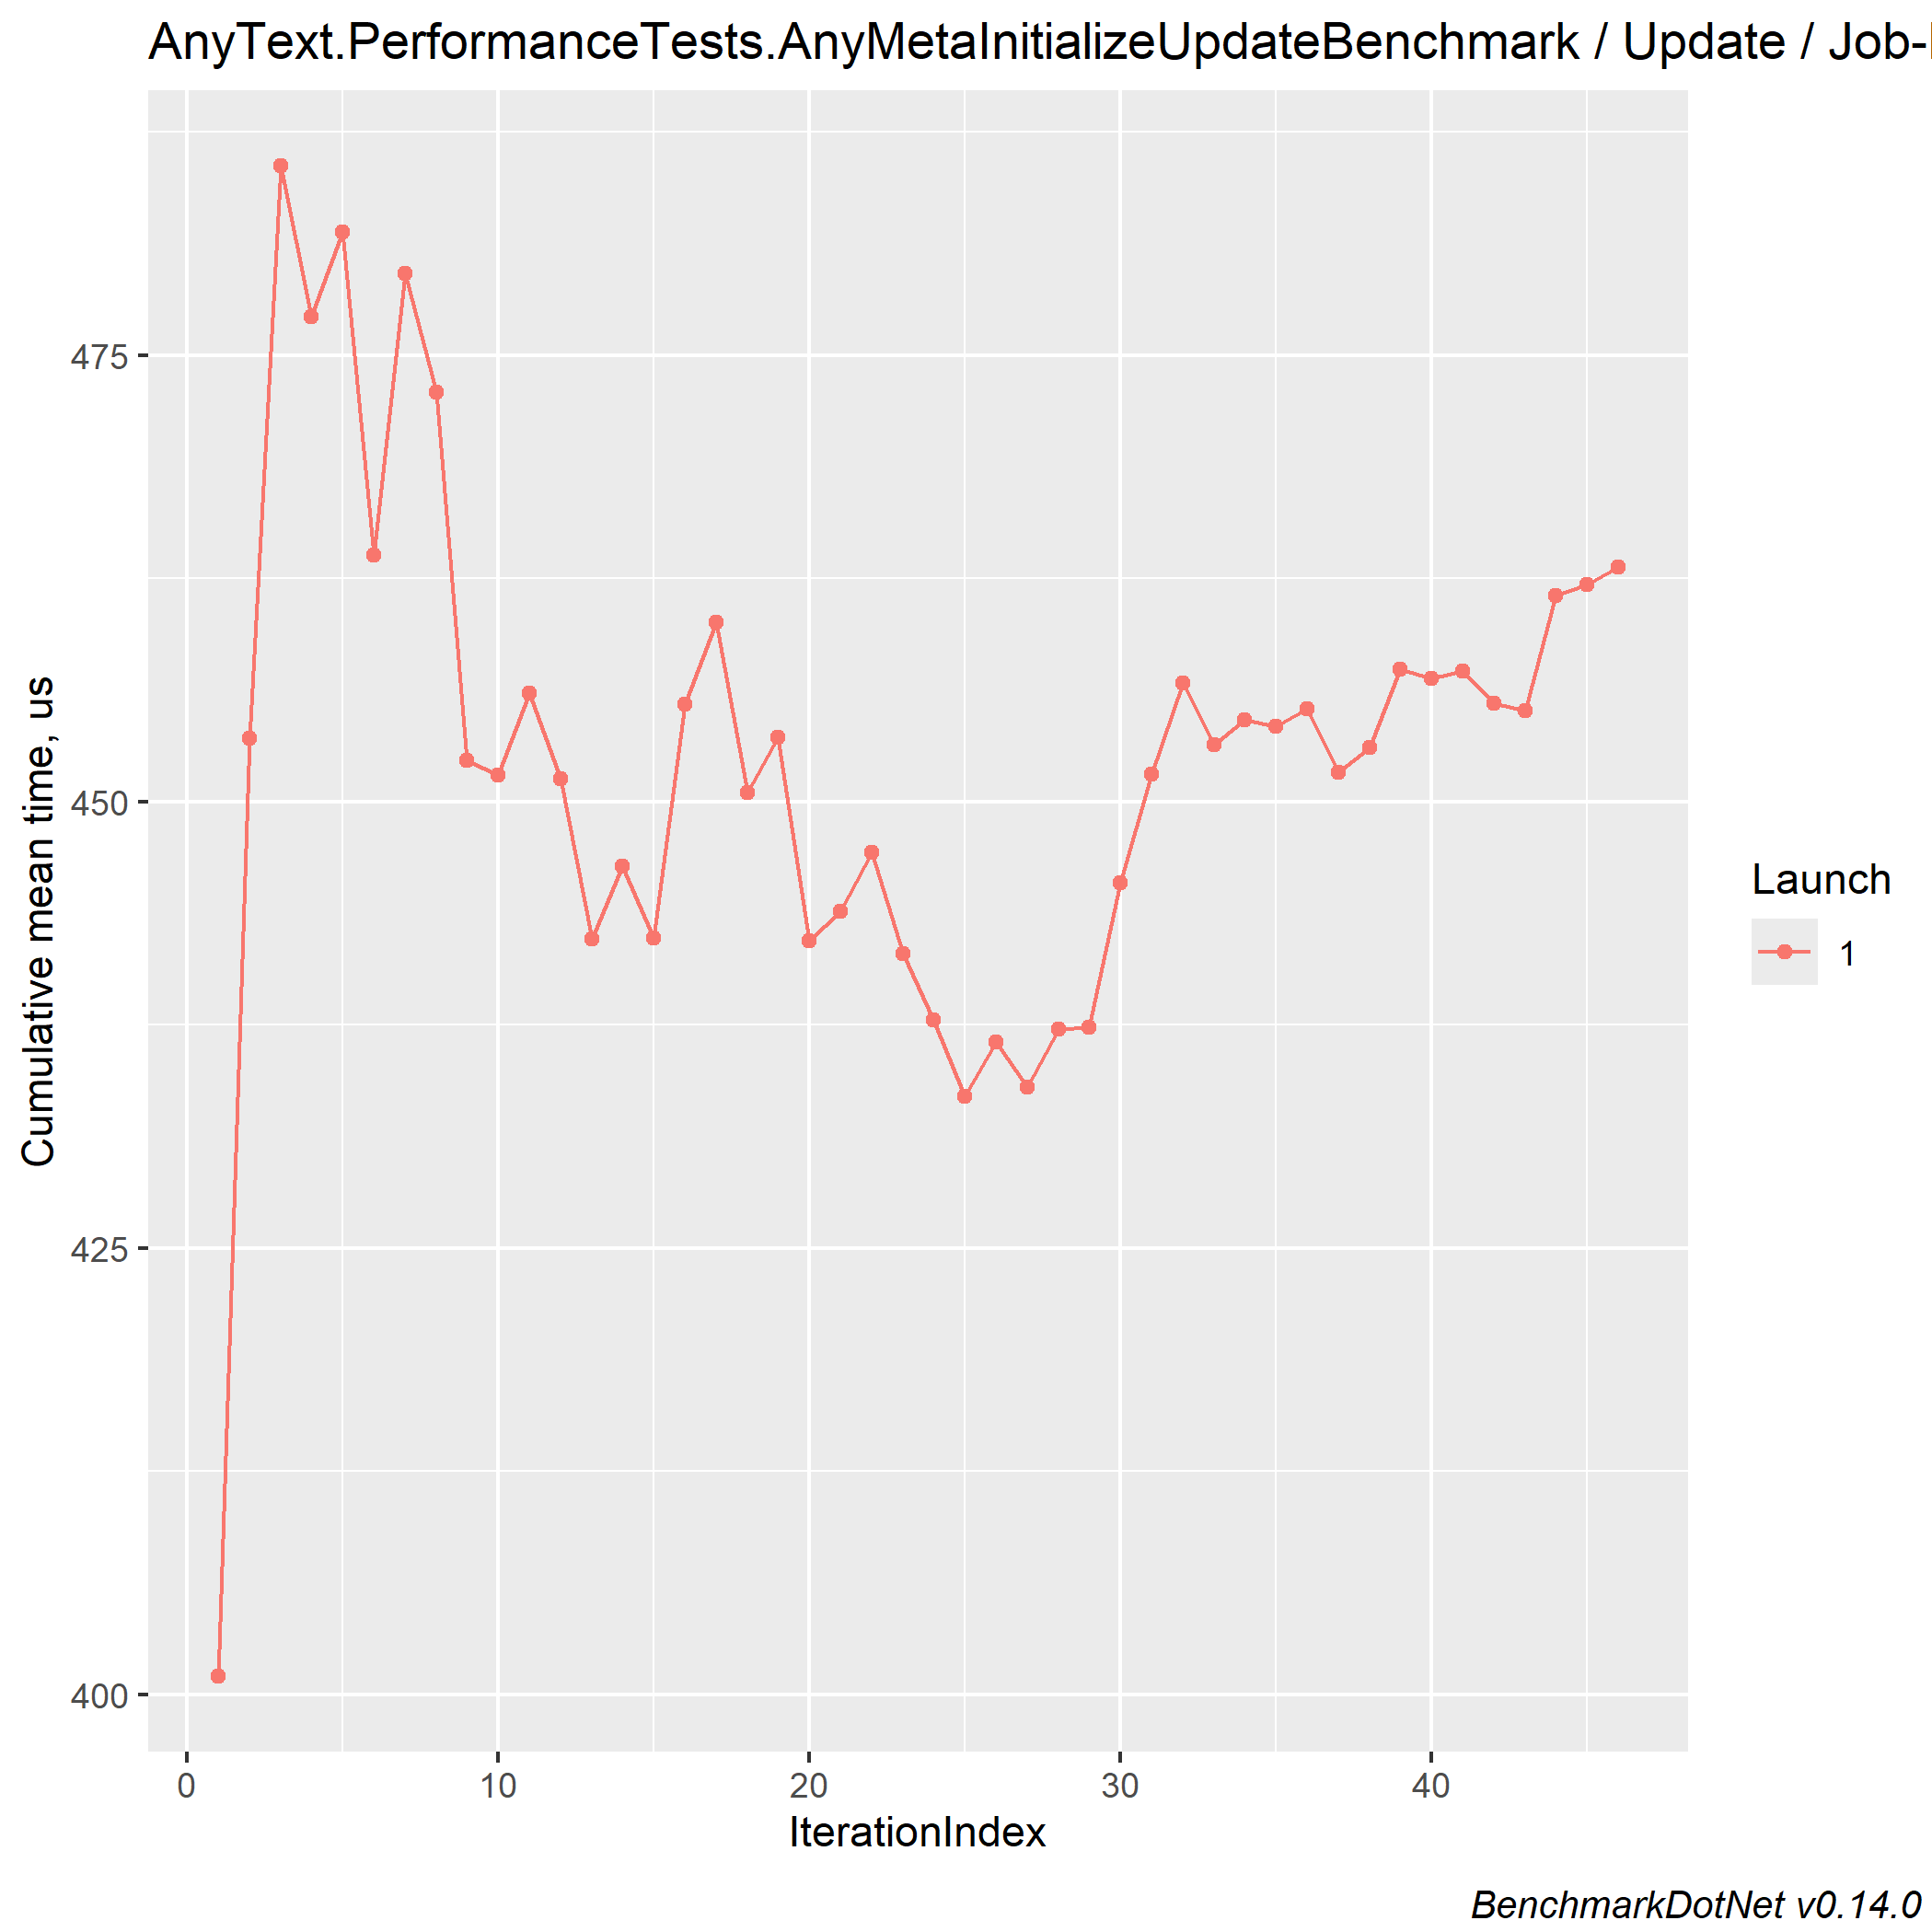 AnyText.PerformanceTests.AnyMetaInitializeUpdateBenchmark / Update / Job-
Cumulative mean time, us
475
450
425
400
0 10 20 30 40
IterationIndex
Launch
1
BenchmarkDotNet v0.14.0